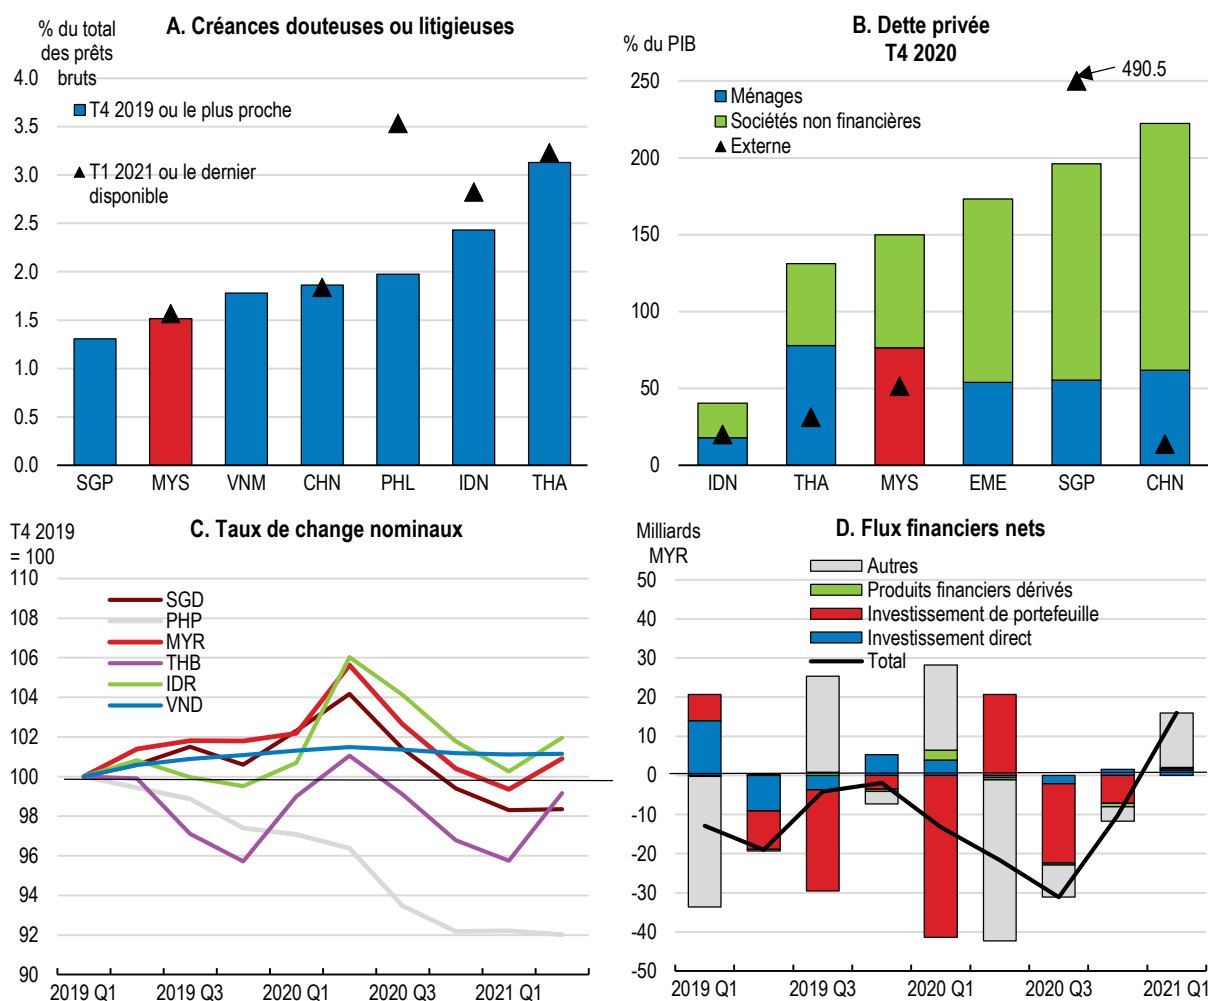 A. Créances douteuses ou litigieuses
% du total
des prêts
bruts
4.0
3.5
3.0
2.5
2.0
1.5
1.0
0.5
0.0
T4 2019 ou le plus proche
T1 2021 ou le dernier
disponible
SGP MYS VNM CHN PHL IDN THA
B. Dette privée
T4 2020
% du PIB
250
200
150
100
50
0
490.5
Ménages
Sociétés non financières
Externe
IDN THA MYS EME SGP CHN
C. Taux de change nominaux
T4 2019
= 100
110
108
106
104
102
100
98
96
94
92
90
SGD
PHP
MYR
THB
IDR
VND
2019 Q1 2019 Q3 2020 Q1 2020 Q3 2021 Q1
D. Flux financiers nets
Milliards
MYR
50
40
30
20
10
0
-10
-20
-30
-40
-50
Autres
Produits financiers dérivés
Investissement de portefeuille
Investissement direct
Total
2019 Q1 2019 Q3 2020 Q1 2020 Q3 2021 Q1